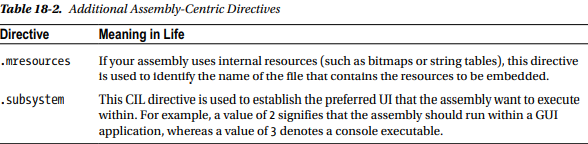 Table 18-2. Additional Assembly-Centric Directives
Directive Meaning in Life
.mresources If your assembly uses internal resources (such as bitmaps or string tables), this directive
is used to identify the name of the file that contains the resources to be embedded.
.subsystem This CIL directive is used to establish the preferred UI that the assembly want to execute
within. For example, a value of 2 signifies that the assembly should run within a GUI
application, whereas a value of 3 denotes a console executable.